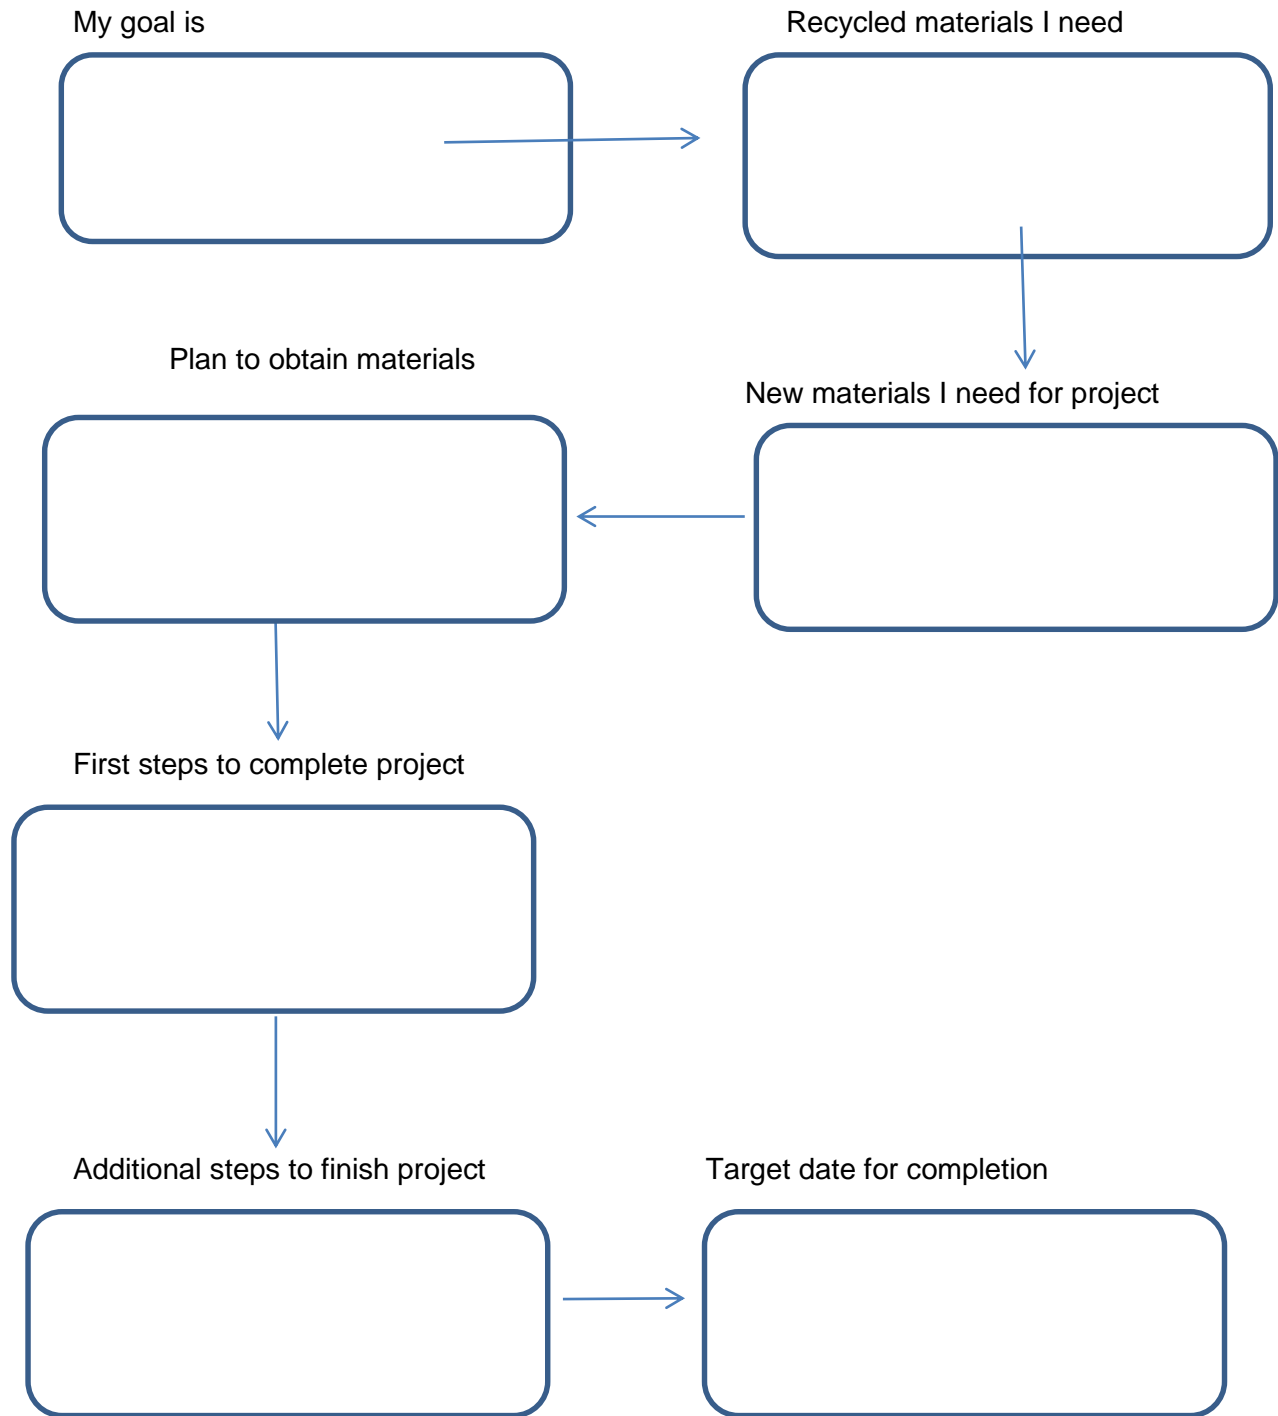 My goal is
Recycled materials I need
Plan to obtain materials
New materials I need for project
First steps to complete project
Additional steps to finish project
Target date for completion